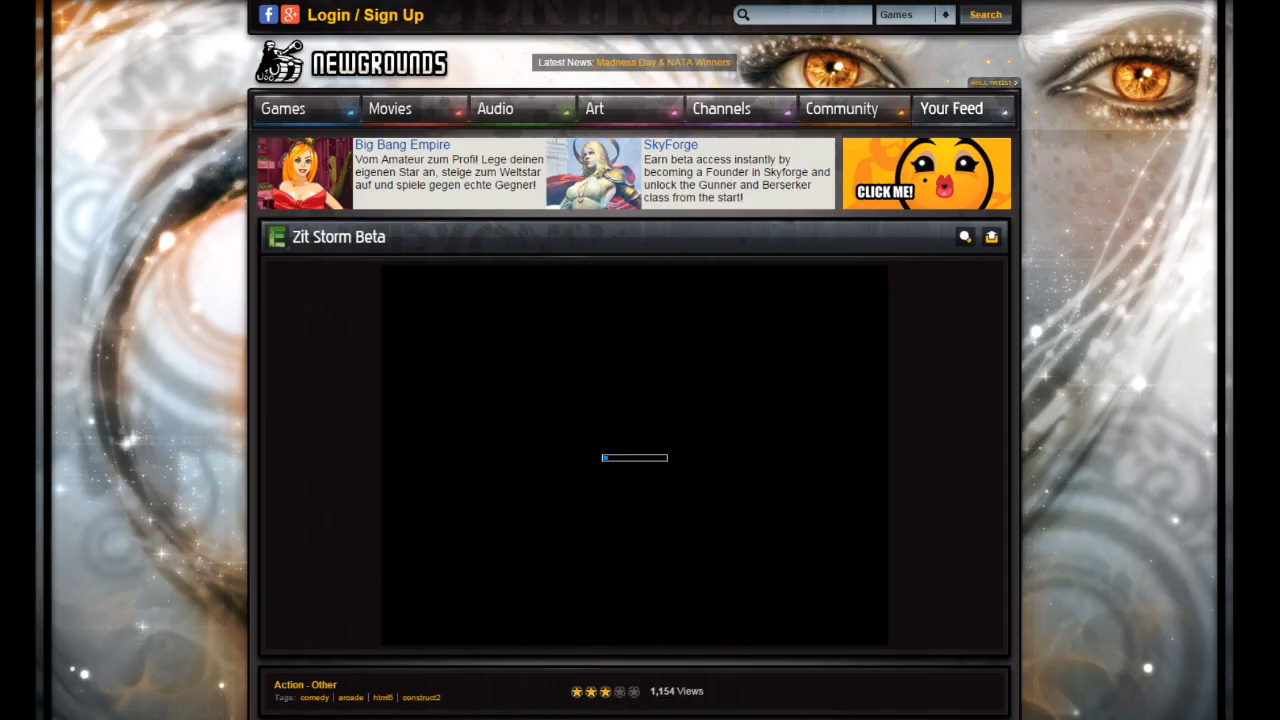 Login / Sign Up
Games
Search
NEWGROUNDS
Latest News: Madness Day & NATA Winners
Games Movies Audio Art Channels Community Your Feed
Big Bang Empire
Vom Amateur zum Profi! Lege deinen
eigenen Star an, steige zum Weltstar
auf und spiele gegen echte Gegner!
SkyForge
Earn beta access instantly by
becoming a Founder in Skyforge and
unlock the Gunner and Berserker
class from the start!
CLICK ME!
E
Zit Storm Beta
Action - Other
Tags: comedy | arcade | html5 | construct2
1,154 Views